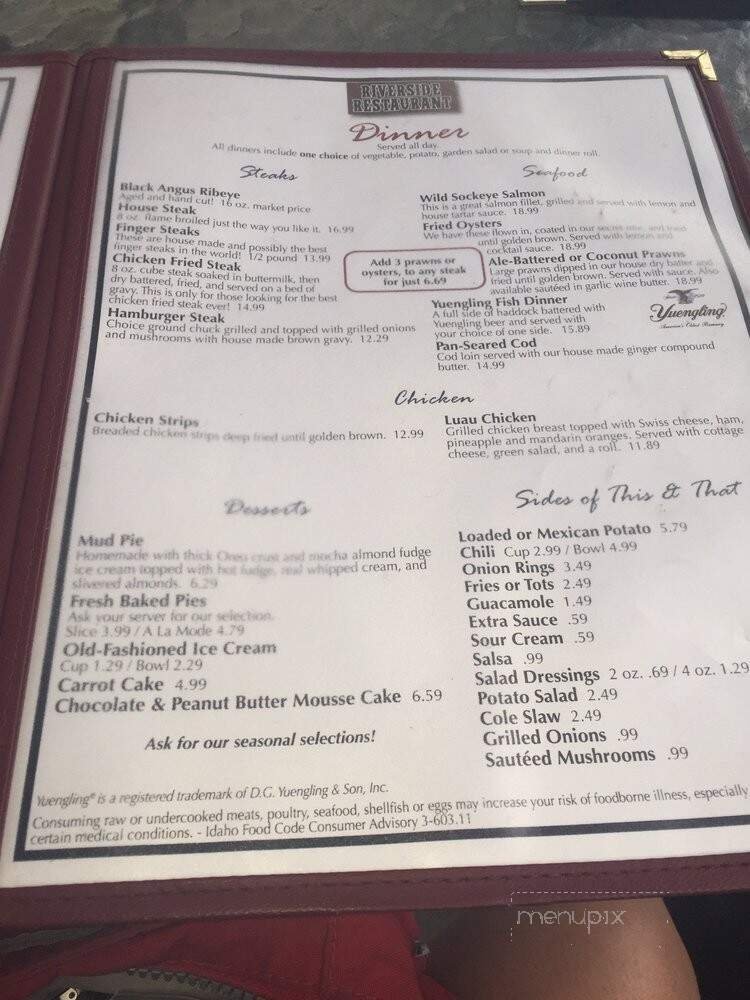 RIVERSIDE
RESTAURANT
Dinner
Served all day.
All dinners include one choice of vegetable, potato, garden salad or soup and dinner roll.
Steaks
Black Angus Ribeye
Aged and hand cut! 16 oz. market price
House Steak
8 oz. flame broiled just the way you like it. 16.99
Finger Steaks
These are house made and possibly the best
finger steaks in the world! 1/2 pound 13.99
Chicken Fried Steak
8 oz. cube steak soaked in buttermilk, then
dry battered, fried, and served on a bed of
gravy. This is only for those looking for the best
chicken fried steak ever! 14.99
Hamburger Steak
Choice ground chuck grilled and topped with grilled onions
and mushrooms with house made brown gravy. 12.29
Add 3 prawns or
oysters, to any steak
for just 6.69
Seafood
Wild Sockeye Salmon
This is a great salmon fillet, grilled and served with lemon and
house tartar sauce. 18.99
Fried Oysters
We have these flown in, coated in our secret mix, and fried
until golden brown. Served with lemon and
cocktail sauce. 18.99
Ale-Battered or Coconut Prawns
Large prawns dipped in our house dry batter and
fried until golden brown. Served with sauce. Also
available sautéed in garlic wine butter. 18.99
Yuengling Fish Dinner
A full side of haddock battered with
Yuengling beer and served with
your choice of one side. 15.89
Yuengling
America's Oldest Brewery
Pan-Seared Cod
Cod loin served with our house made ginger compound
butter. 14.99
Chicken
Chicken Strips
Breaded chicken strips deep fried until golden brown. 12.99
Luau Chicken
Grilled chicken breast topped with Swiss cheese, ham,
pineapple and mandarin oranges. Served with cottage
cheese, green salad, and a roll. 11.89
Desserts
Mud Pie
Homemade with thick Oreo crust and mocha almond fudge
ice cream topped with hot fudge, real whipped cream, and
slivered almonds. 6.29
Fresh Baked Pies
Ask your server for our selection.
Slice 3.99 / A La Mode 4.79
Old-Fashioned Ice Cream
Cup 1.29 / Bowl 2.29
Carrot Cake 4.99
Chocolate & Peanut Butter Mousse Cake 6.59
Ask for our seasonal selections!
Sides of This & That
Loaded or Mexican Potato 5.79
Chili Cup 2.99 / Bowl 4.99
Onion Rings 3.49
Fries or Tots 2.49
Guacamole 1.49
Extra Sauce .59
Sour Cream .59
Salsa .99
Salad Dressings 2 oz. .69 / 4 oz. 1.29
Potato Salad 2.49
Cole Slaw 2.49
Grilled Onions .99
Sautéed Mushrooms .99
Yuengling® is a registered trademark of D.G. Yuengling & Son, Inc.
Consuming raw or undercooked meats, poultry, seafood, shellfish or eggs may increase your risk of foodborne illness, especially
certain medical conditions. - Idaho Food Code Consumer Advisory 3-603.11
menupix